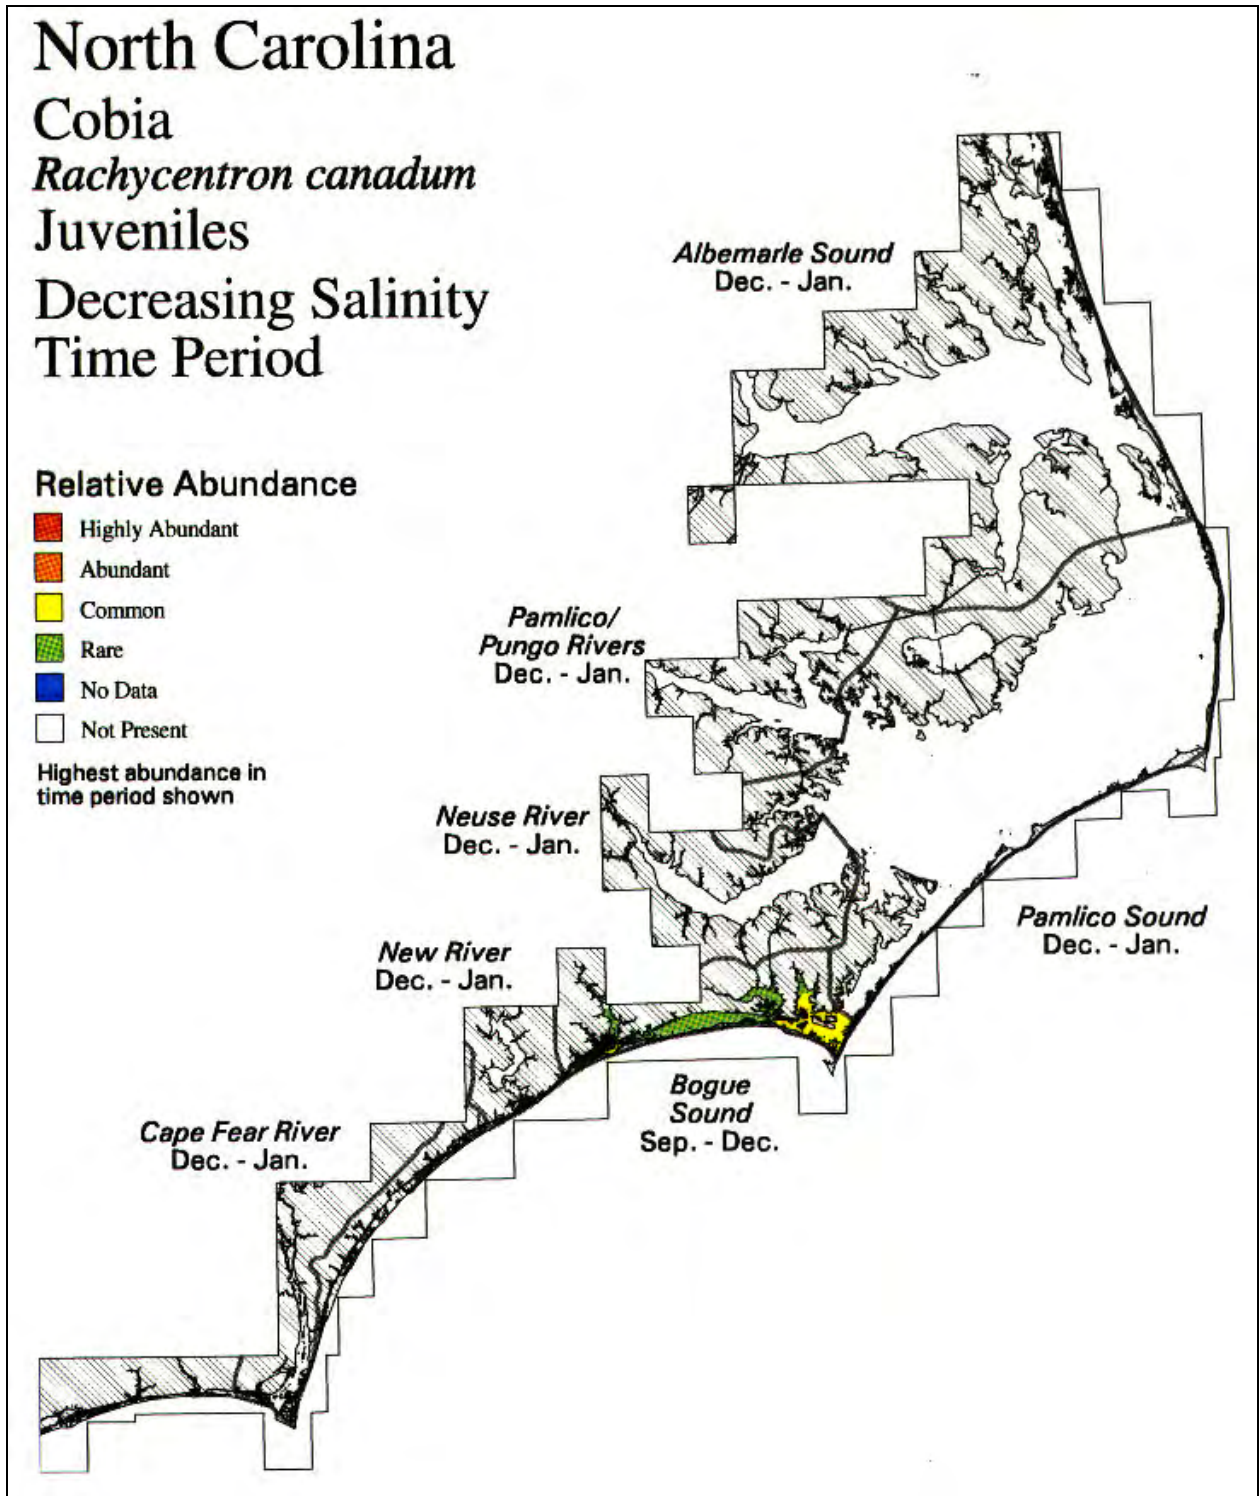 North Carolina
Cobia
Rachycentron canadum
Juveniles
Decreasing Salinity
Time Period
Relative Abundance
Highly Abundant
Abundant
Common
Rare
No Data
Not Present
Highest abundance in
time period shown
Albemarle Sound
Dec. - Jan.
Pamlico/
Pungo Rivers
Dec. - Jan.
Neuse River
Dec. - Jan.
Pamlico Sound
Dec. - Jan.
New River
Dec. - Jan.
Bogue
Sound
Sep. - Dec.
Cape Fear River
Dec. - Jan.